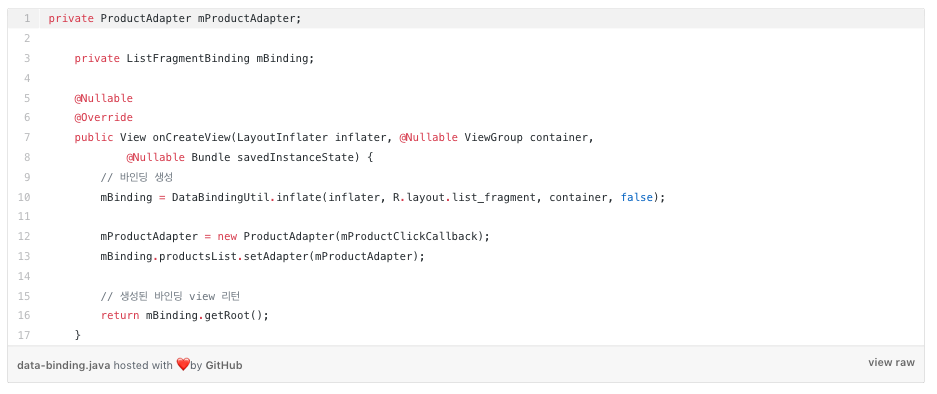 1 private ProductAdapter mProductAdapter;
2
3     private ListFragmentBinding mBinding;
4
5     @Nullable
6     @Override
7     public View onCreateView(LayoutInflater inflater, @Nullable ViewGroup container,
8             @Nullable Bundle savedInstanceState) {
9         // 바인딩 생성
10         mBinding = DataBindingUtil.inflate(inflater, R.layout.list_fragment, container, false);
11
12         mProductAdapter = new ProductAdapter(mProductClickCallback);
13         mBinding.productsList.setAdapter(mProductAdapter);
14
15         // 생성된 바인딩 view 리턴
16         return mBinding.getRoot();
17     }
data-binding.java hosted with ❤️by GitHub view raw